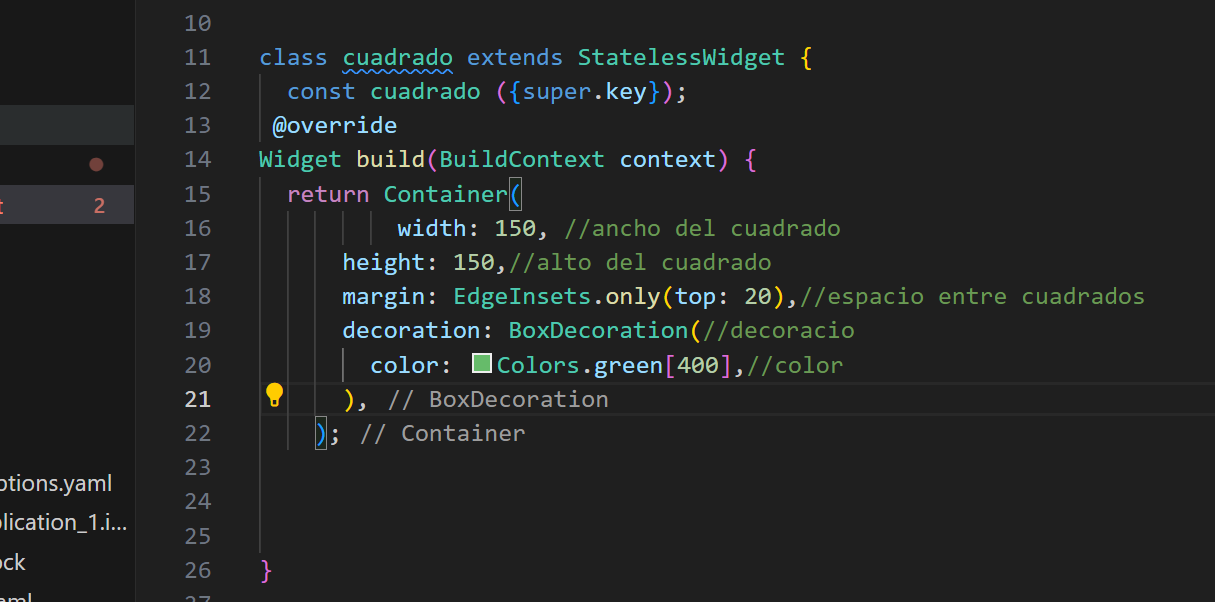 10
11 class cuadrado extends StatelessWidget {
12 const cuadrado ({super.key});
13 @override
14 Widget build(BuildContext context) {
15 return Container(
16 width: 150, //ancho del cuadrado
17 height: 150,//alto del cuadrado
18 margin: EdgeInsets.only(top: 20),//espacio entre cuadrados
19 decoration: BoxDecoration(//decoracio
20 color: Colors.green[400],//color
21 ), // BoxDecoration
22 ); // Container
23
24
25
26 }
2
ptions.yaml
plication_1.i...
ock